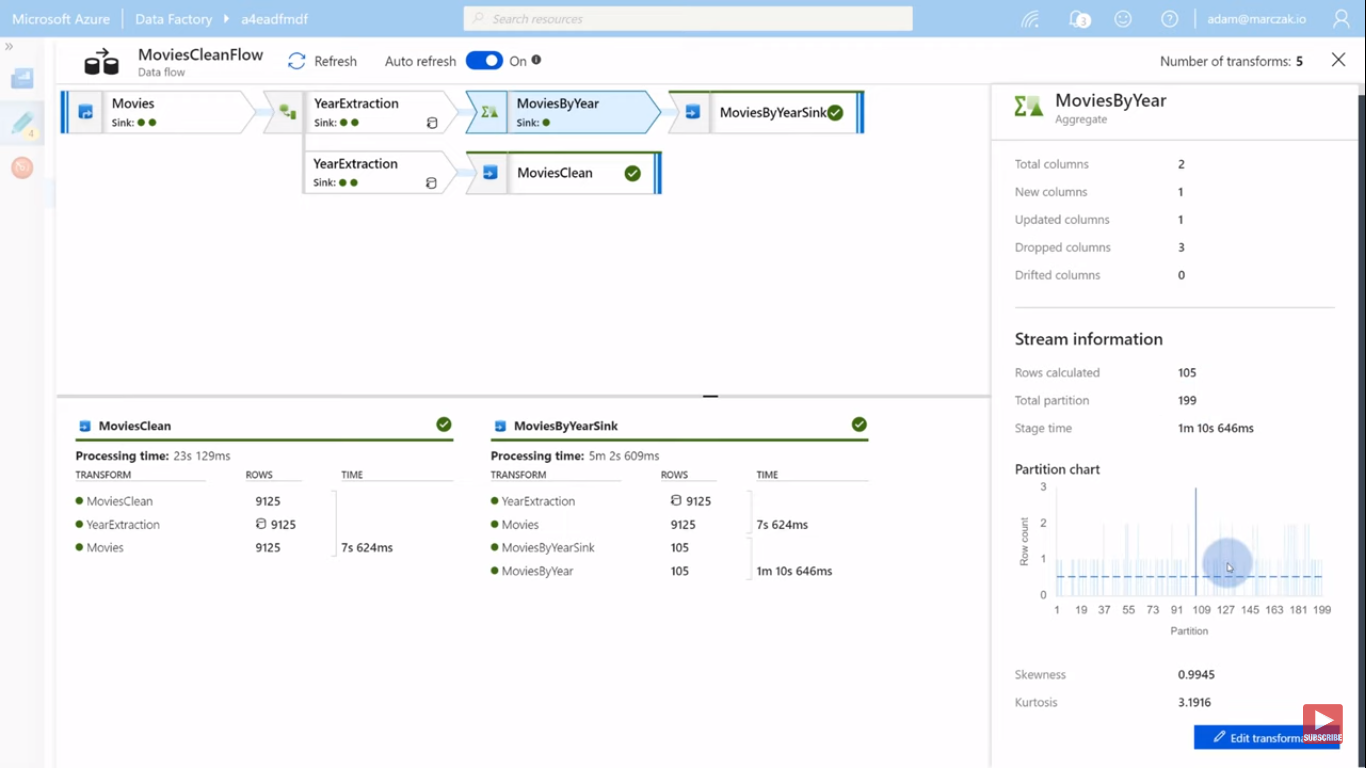 Microsoft Azure Data Factory a4eadfmdf Search resources 3 adam@marczak.io
MoviesCleanFlow
Data flow
Refresh Auto refresh On
Number of transforms: 5
4
Movies
Sink:
YearExtraction
Sink:
MoviesByYear
Sink:
MoviesByYearSink
YearExtraction
Sink:
MoviesClean
MoviesClean
Processing time: 23s 129ms
TRANSFORM ROWS TIME
MoviesClean 9125
YearExtraction 9125
Movies 9125 7s 624ms
MoviesByYearSink
Processing time: 5m 2s 609ms
TRANSFORM ROWS TIME
YearExtraction 9125
Movies 9125 7s 624ms
MoviesByYearSink 105
MoviesByYear 105 1m 10s 646ms
MoviesByYear
Aggregate
Total columns 2
New columns 1
Updated columns 1
Dropped columns 3
Drifted columns 0
Stream information
Rows calculated 105
Total partition 199
Stage time 1m 10s 646ms
Partition chart
3
2
1
0
Row count
1 19 37 55 73 91 109 127 145 163 181 199
Partition
Skewness 0.9945
Kurtosis 3.1916
Edit transforma
SUBSCRIBE